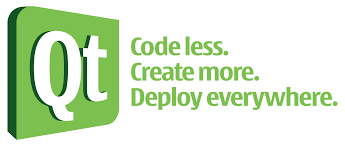 Qt
Code less.
Create more.
Deploy everywhere.